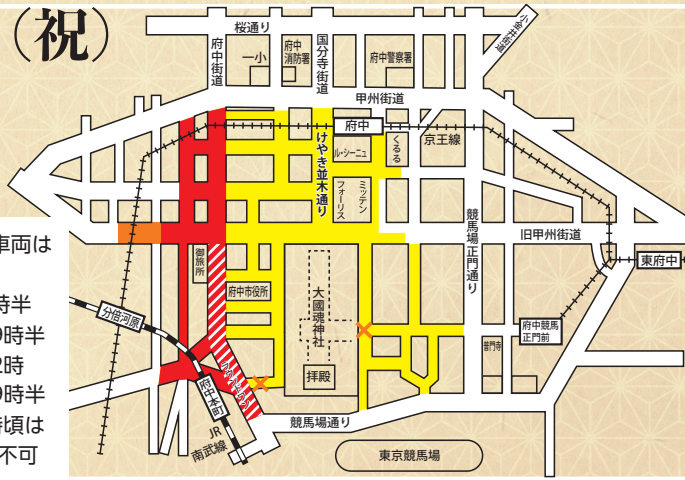 (祝)
桜通り
府中街道
一小
府中
消防署
国分寺街道
府中警察署
小金井街道
甲州街道
府中
京王線
けやき並木通り
ル・シーニュ
くるる
フォーリス
ミッテン
競馬場正門通り
旧甲州街道
東府中
車両は
時半
9時半
2時
9時半
時頃は
不可
御旅所
府中市役所
大國魂神社
拝殿
分倍河原
府中競馬
正門前
普門寺
府中本町
JR
南武線
競馬場通り
東京競馬場